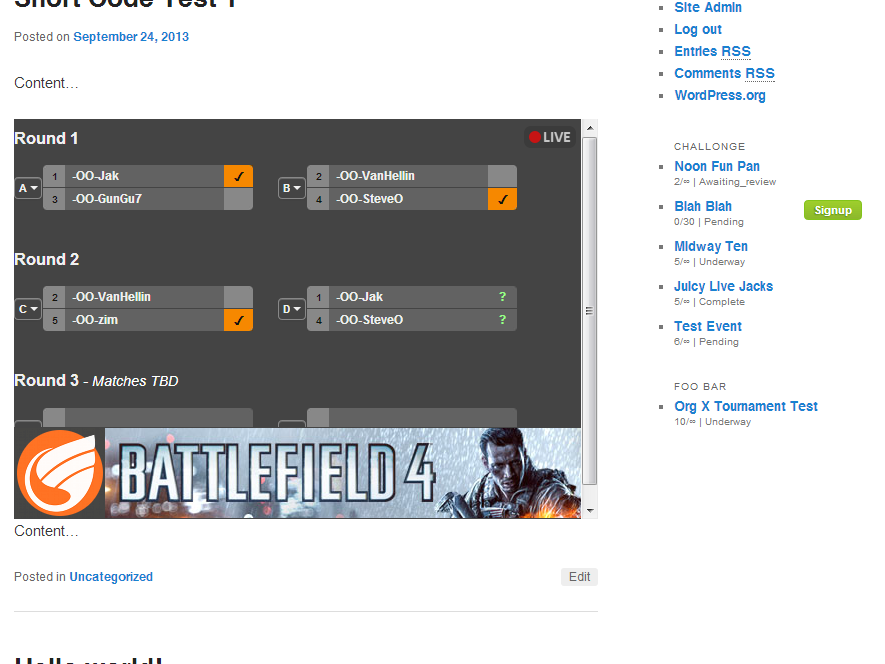 Short Code Test 1
Posted on September 24, 2013
Content…
Round 1
LIVE
A
1 -OO-Jak ✓
3 -OO-GunGu7
B
2 -OO-VanHellin
4 -OO-SteveO ✓
Round 2
C
2 -OO-VanHellin
5 -OO-zim ✓
D
1 -OO-Jak ?
4 -OO-SteveO ?
Round 3 - Matches TBD
BATTLEFIELD 4
Content…
Posted in Uncategorized
Edit
Hello world!
Site Admin
Log out
Entries RSS
Comments RSS
WordPress.org
CHALLONGE
Noon Fun Pan
2/∞ | Awaiting_review
Blah Blah
Signup
0/30 | Pending
Midway Ten
5/∞ | Underway
Juicy Live Jacks
5/∞ | Complete
Test Event
6/∞ | Pending
FOO BAR
Org X Tournament Test
10/∞ | Underway